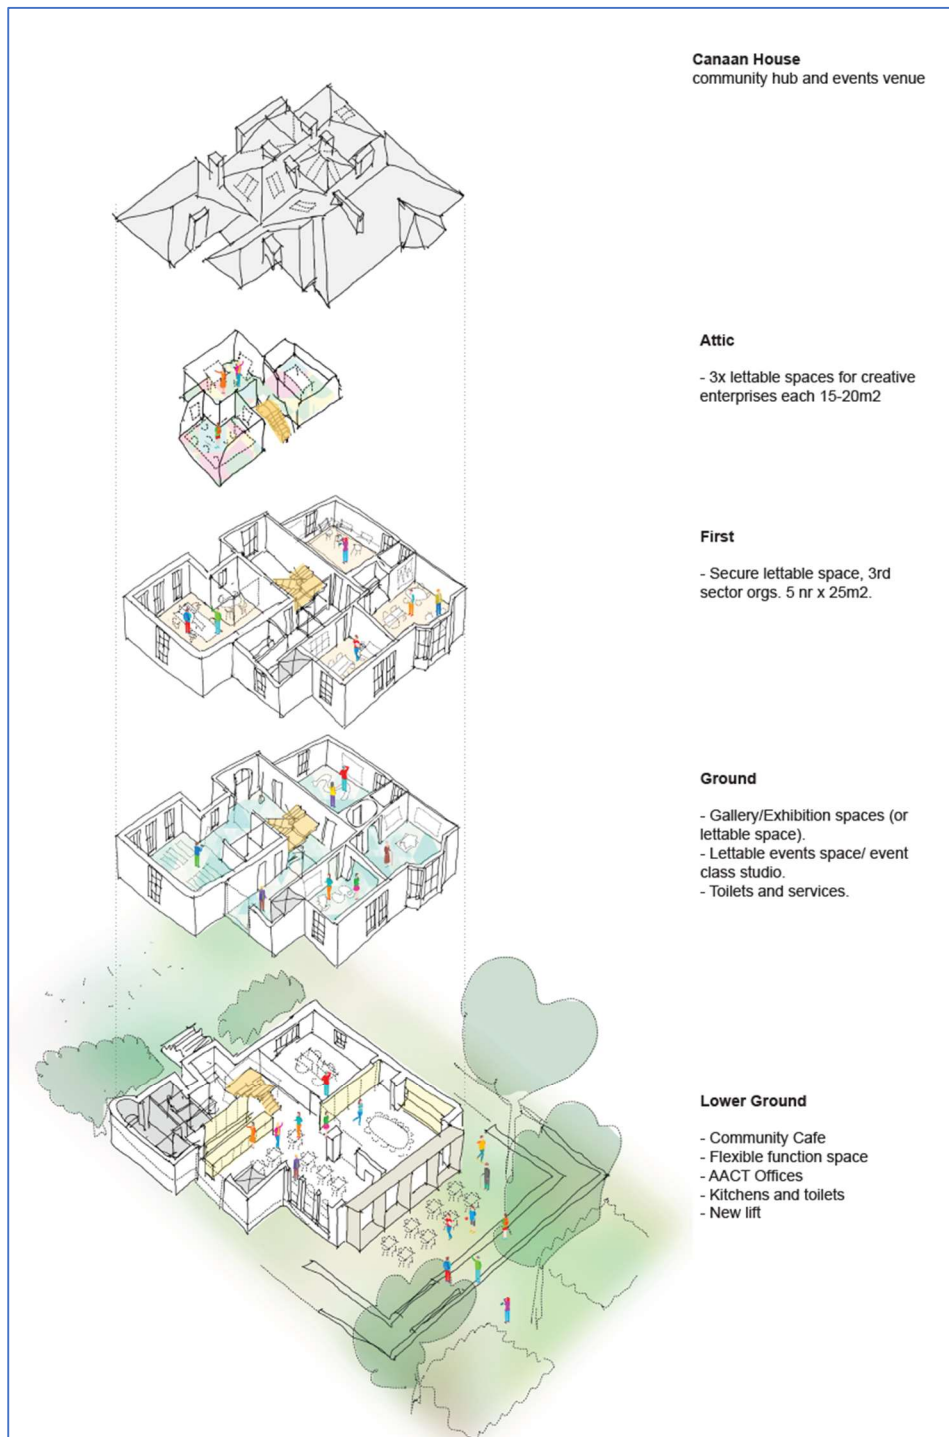 Canaan House
community hub and events venue
Attic
- 3x lettable spaces for creative
enterprises each 15-20m2
First
- Secure lettable space, 3rd
sector orgs. 5 nr x 25m2.
Ground
- Gallery/Exhibition spaces (or
lettable space).
- Lettable events space/ event
class studio.
- Toilets and services.
Lower Ground
- Community Cafe
- Flexible function space
- AACT Offices
- Kitchens and toilets
- New lift